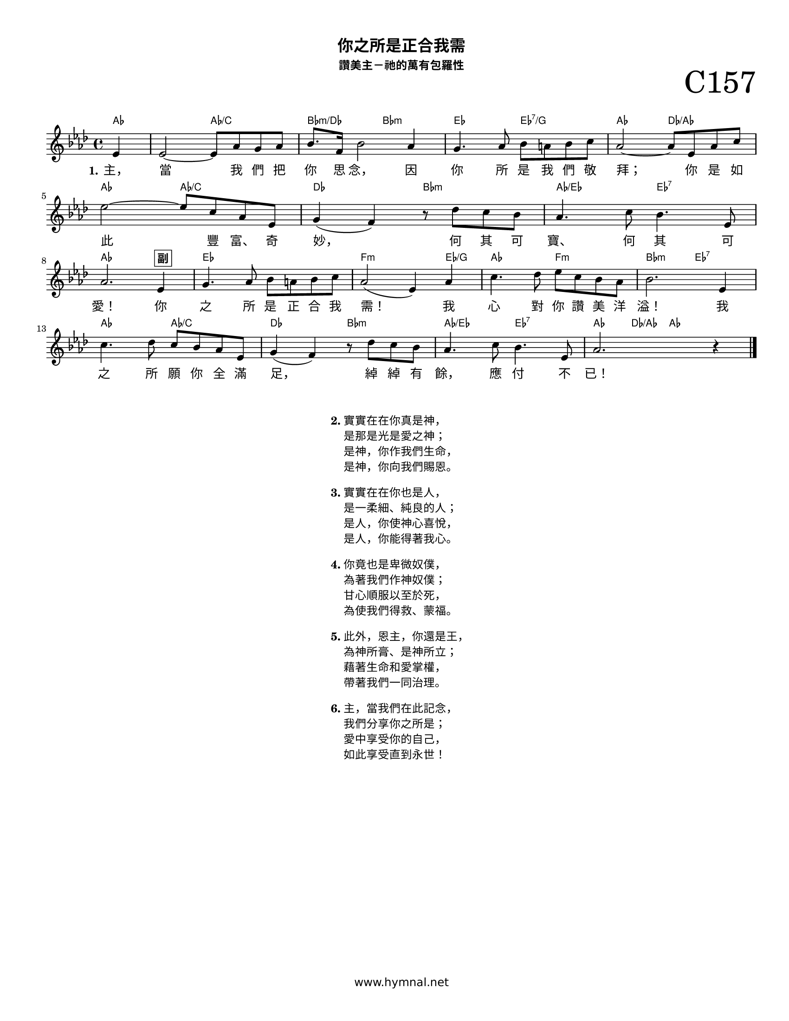 你之所是正合我需
讚美主－祂的萬有包羅性
C157
A♭ A♭/C B♭m/D♭ B♭m E♭ E♭7/G A♭ D♭/A♭
1. 主， 當 我 們 把 你 思 念， 因 你 所 是 我 們 敬 拜； 你 是 如
5 A♭ A♭/C D♭ B♭m A♭/E♭ E♭7
此 豐 富、 奇 妙， 何 其 可 寶、 何 其 可
8 A♭ 副 E♭ Fm E♭/G A♭ Fm B♭m E♭7
愛！ 你 之 所 是 正 合 我 需！ 我 心 對 你 讚 美 洋 溢！ 我
13 A♭ A♭/C D♭ B♭m A♭/E♭ E♭7 A♭ D♭/A♭ A♭
之 所 願 你 全 滿 足， 綽 綽 有 餘， 應 付 不 已！
2. 實實在在你真是神，
是那是光是愛之神；
是神，你作我們生命，
是神，你向我們賜恩。
3. 實實在在你也是人，
是一柔細、純良的人；
是人，你使神心喜悅，
是人，你能得著我心。
4. 你竟也是卑微奴僕，
為著我們作神奴僕；
甘心順服以至於死，
為使我們得救、蒙福。
5. 此外，恩主，你還是王，
為神所膏、是神所立；
藉著生命和愛掌權，
帶著我們一同治理。
6. 主，當我們在此記念，
我們分享你之所是；
愛中享受你的自己，
如此享受直到永世！
www.hymnal.net